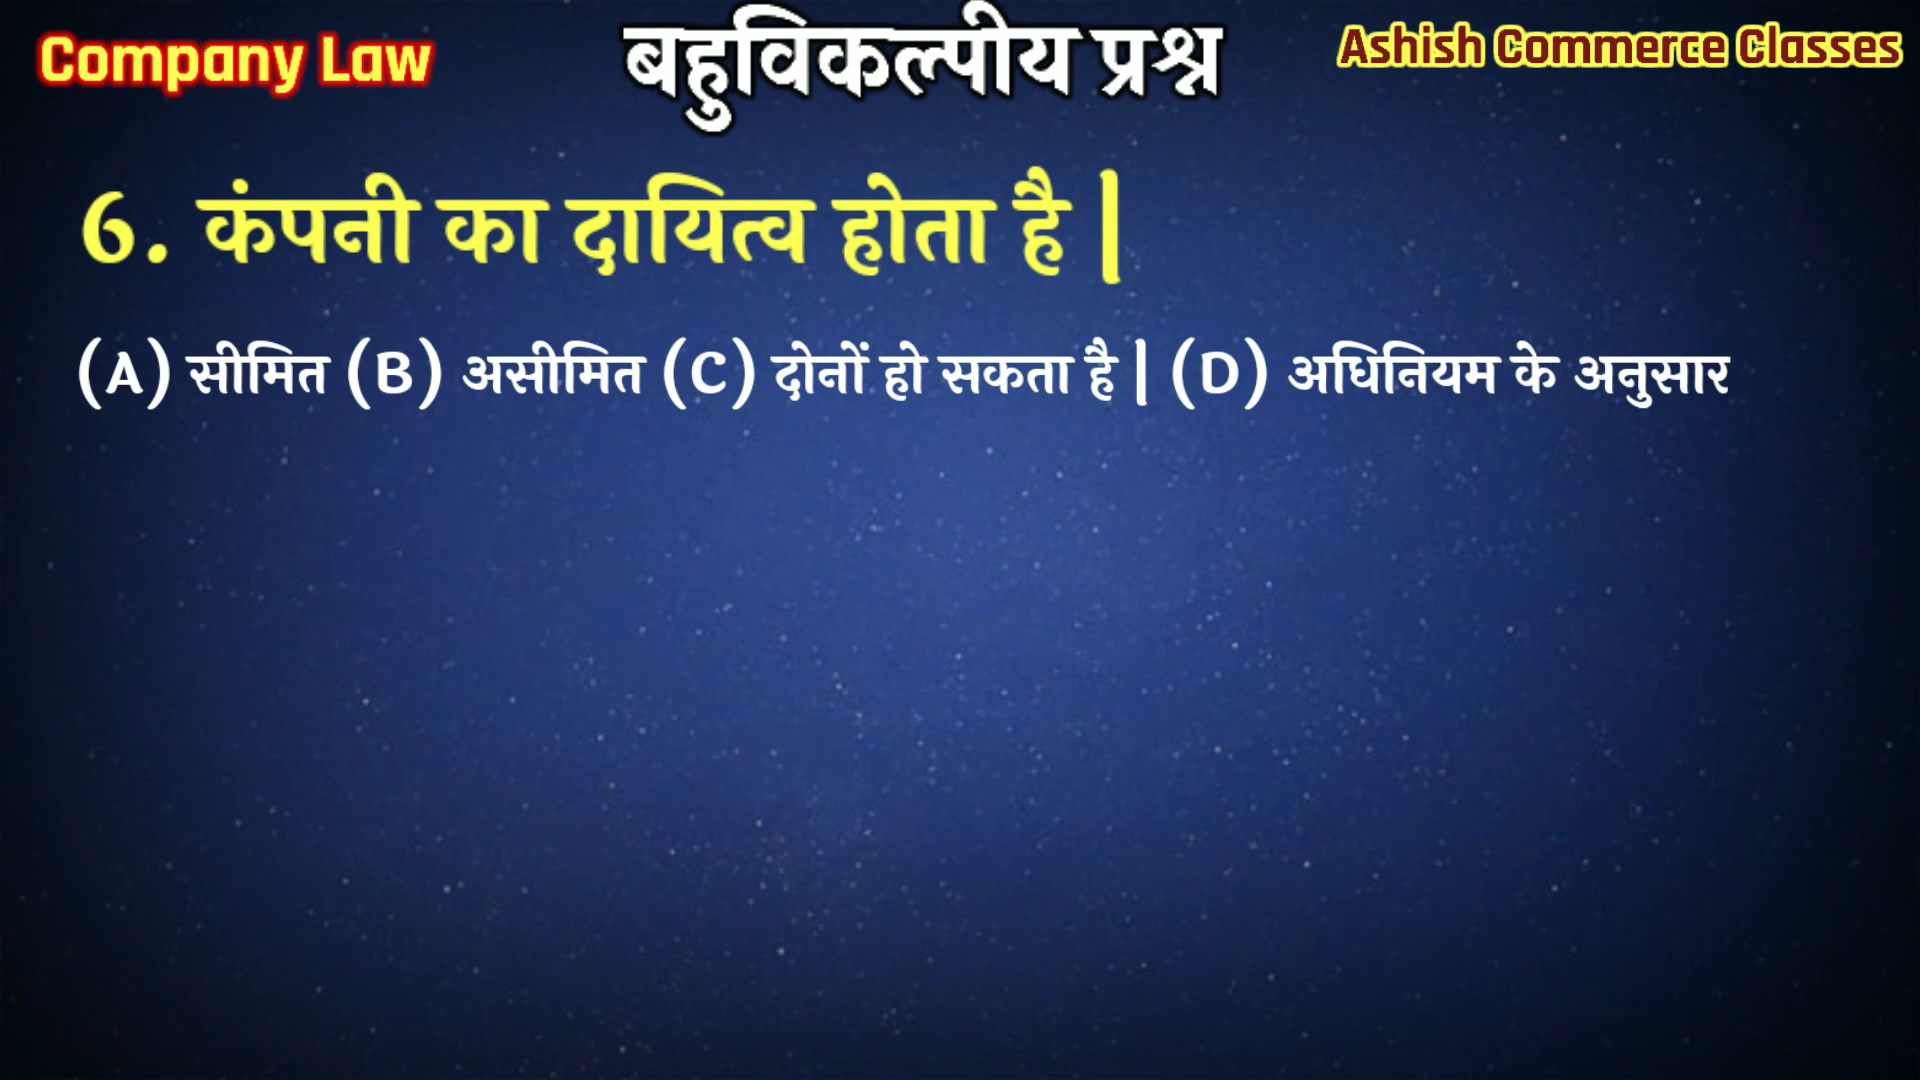 Company Law
बहुविकल्पीय प्रश्न
Ashish Commerce Classes
6. कंपनी का दायित्व होता है |
(A) सीमित (B) असीमित (C) दोनों हो सकता है | (D) अधिनियम के अनुसार